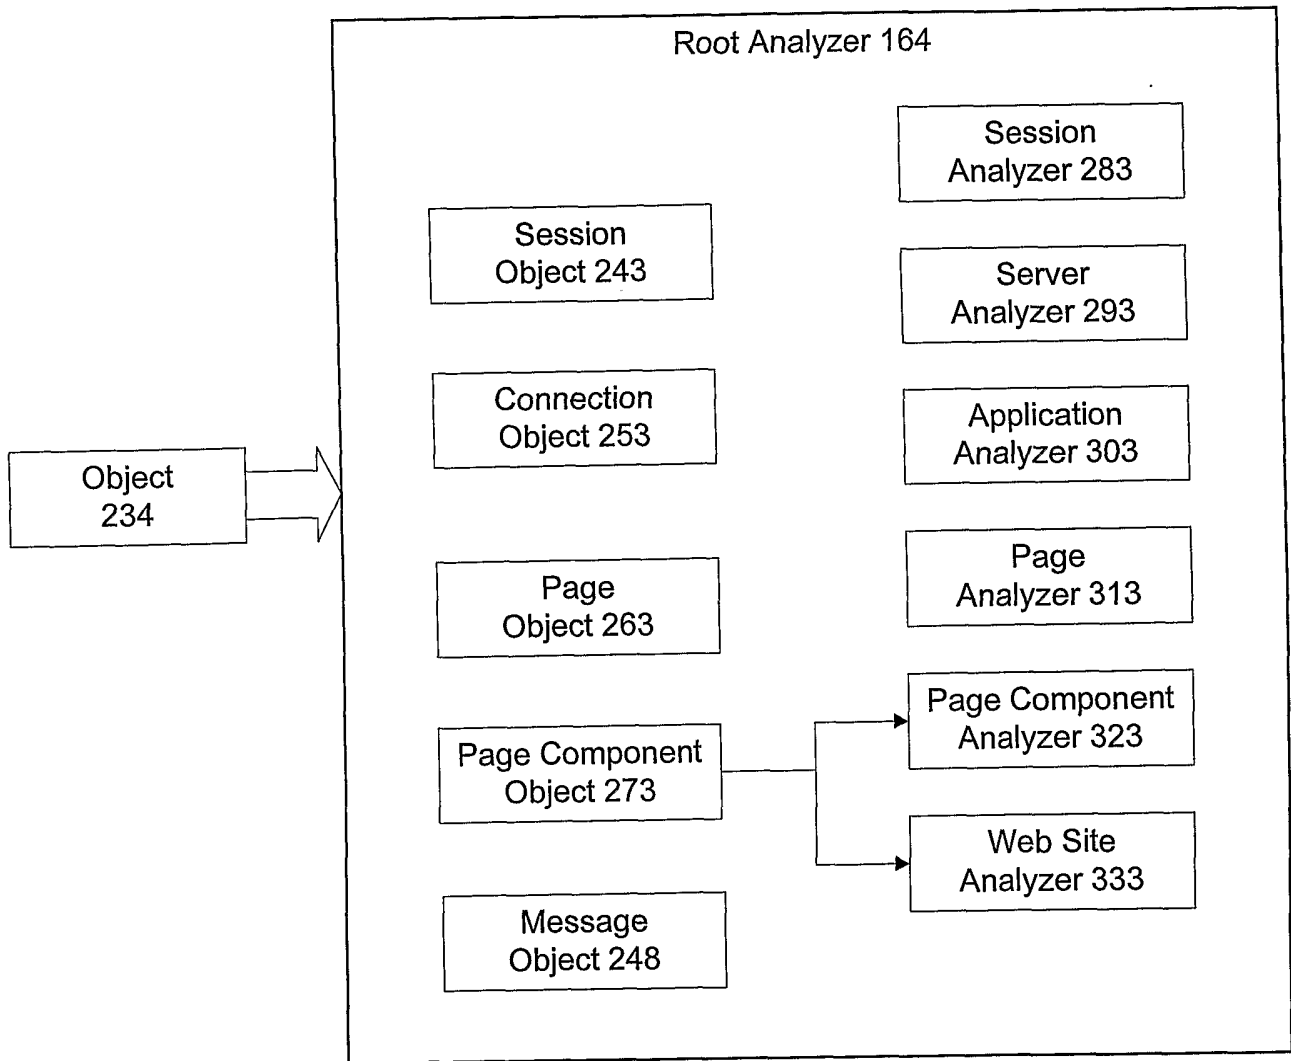 Root Analyzer 164
Session
Analyzer 283
Session
Object 243
Server
Analyzer 293
Connection
Object 253
Application
Analyzer 303
Object
234
Page
Object 263
Page
Analyzer 313
Page Component
Analyzer 323
Page Component
Object 273
Web Site
Analyzer 333
Message
Object 248